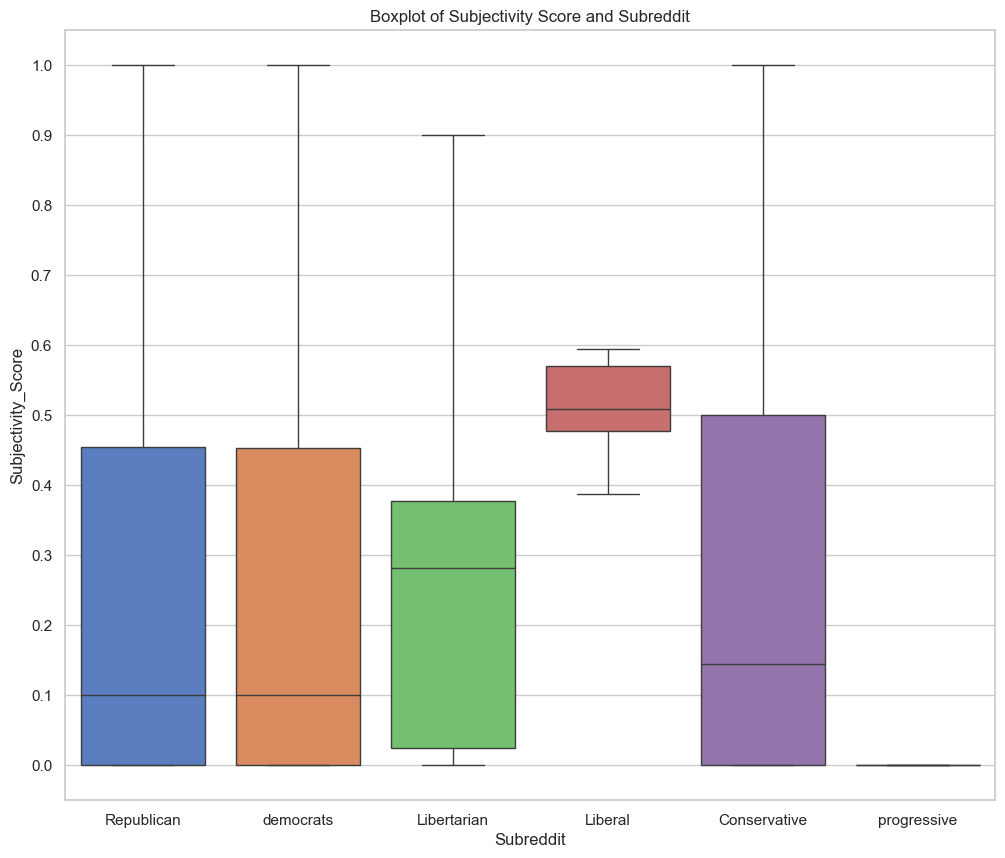 Boxplot of Subjectivity Score and Subreddit
Subjectivity_Score
1.0
0.9
0.8
0.7
0.6
0.5
0.4
0.3
0.2
0.1
0.0
Republican democrats Libertarian Liberal Conservative progressive
Subreddit